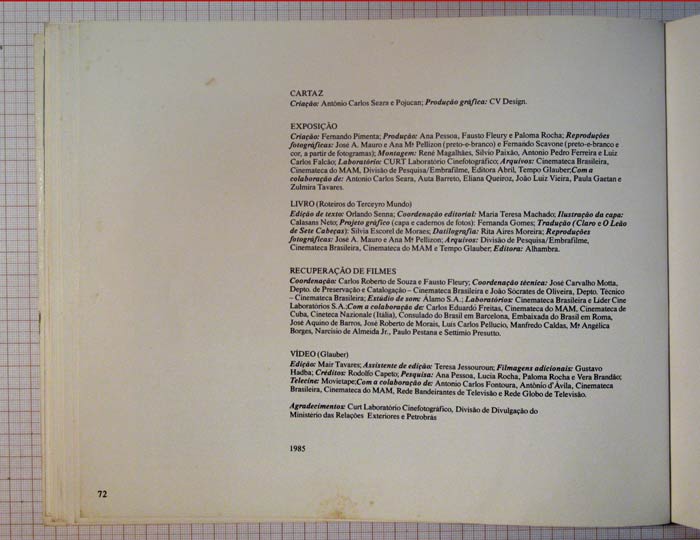 CARTAZ
Criação: Antônio Carlos Seara e Pojucan; Produção gráfica: CV Design.
EXPOSIÇÃO
Criação: Fernando Pimenta; Produção: Ana Pessoa, Fausto Fleury e Paloma Rocha; Reproduções
fotográficas: José A. Mauro e Ana Mª Pellizon (preto-e-branco) e Fernando Scavone (preto-e-branco e
cor, a partir de fotogramas); Montagem: René Magalhães, Silvio Paixão, Antonio Pedro Ferreira e Luiz
Carlos Falcão; Laboratório: CURT Laboratório Cinefotográfico; Arquivos: Cinemateca Brasileira,
Cinemateca do MAM, Divisão de Pesquisa/Embrafilme, Editora Abril, Tempo Glauber;Com a
colaboração de: Antonio Carlos Seara, Auta Barreto, Eliana Queiroz, João Luiz Vieira, Paula Gaetan e
Zulmira Tavares.
LIVRO (Roteiros do Terceyro Mundo)
Edição de texto: Orlando Senna; Coordenação editorial: Maria Teresa Machado; Ilustração da capa:
Calasans Neto; Projeto gráfico (capa e cadernos de fotos): Fernanda Gomes; Tradução (Claro e O Leão
de Sete Cabeças): Silvia Escorel de Moraes; Datilografia: Rita Aires Moreira; Reproduções
fotográficas: José A. Mauro e Ana Mª Pellizon; Arquivos: Divisão de Pesquisa/Embrafilme,
Cinemateca Brasileira, Cinemateca do MAM e Tempo Glauber; Editora: Alhambra.
RECUPERAÇÃO DE FILMES
Coordenação: Carlos Roberto de Souza e Fausto Fleury; Coordenação técnica: José Carvalho Motta,
Depto. de Preservação e Catalogação – Cinemateca Brasileira e João Sócrates de Oliveira, Depto. Técnico
– Cinemateca Brasileira; Estúdio de som: Álamo S.A.; Laboratórios: Cinemateca Brasileira e Líder Cine
Laboratórios S.A.;Com a colaboração de: Carlos Eduardo Freitas, Cinemateca do MAM, Cinemateca de
Cuba, Cineteca Nazionale (Itália), Consulado do Brasil em Barcelona, Embaixada do Brasil em Roma,
José Aquino de Barros, José Roberto de Morais, Luis Carlos Pellucio, Manfredo Caldas, Mª Angélica
Borges, Narcisio de Almeida Jr., Paulo Pestana e Settimio Presutto.
VÍDEO (Glauber)
Edição: Mair Tavares; Assistente de edição: Teresa Jessouroun; Filmagens adicionais: Gustavo
Hadba; Créditos: Rodolfo Capeto; Pesquisa: Ana Pessoa, Lucia Rocha, Paloma Rocha e Vera Brandão;
Telecine: Movietape;Com a colaboração de: Antonio Carlos Fontoura, Antônio d'Ávila, Cinemateca
Brasileira, Cinemateca do MAM, Rede Bandeirantes de Televisão e Rede Globo de Televisão.
Agradecimentos: Curt Laboratório Cinefotográfico, Divisão de Divulgação do
Ministério das Relações Exteriores e Petrobrás
1985
72